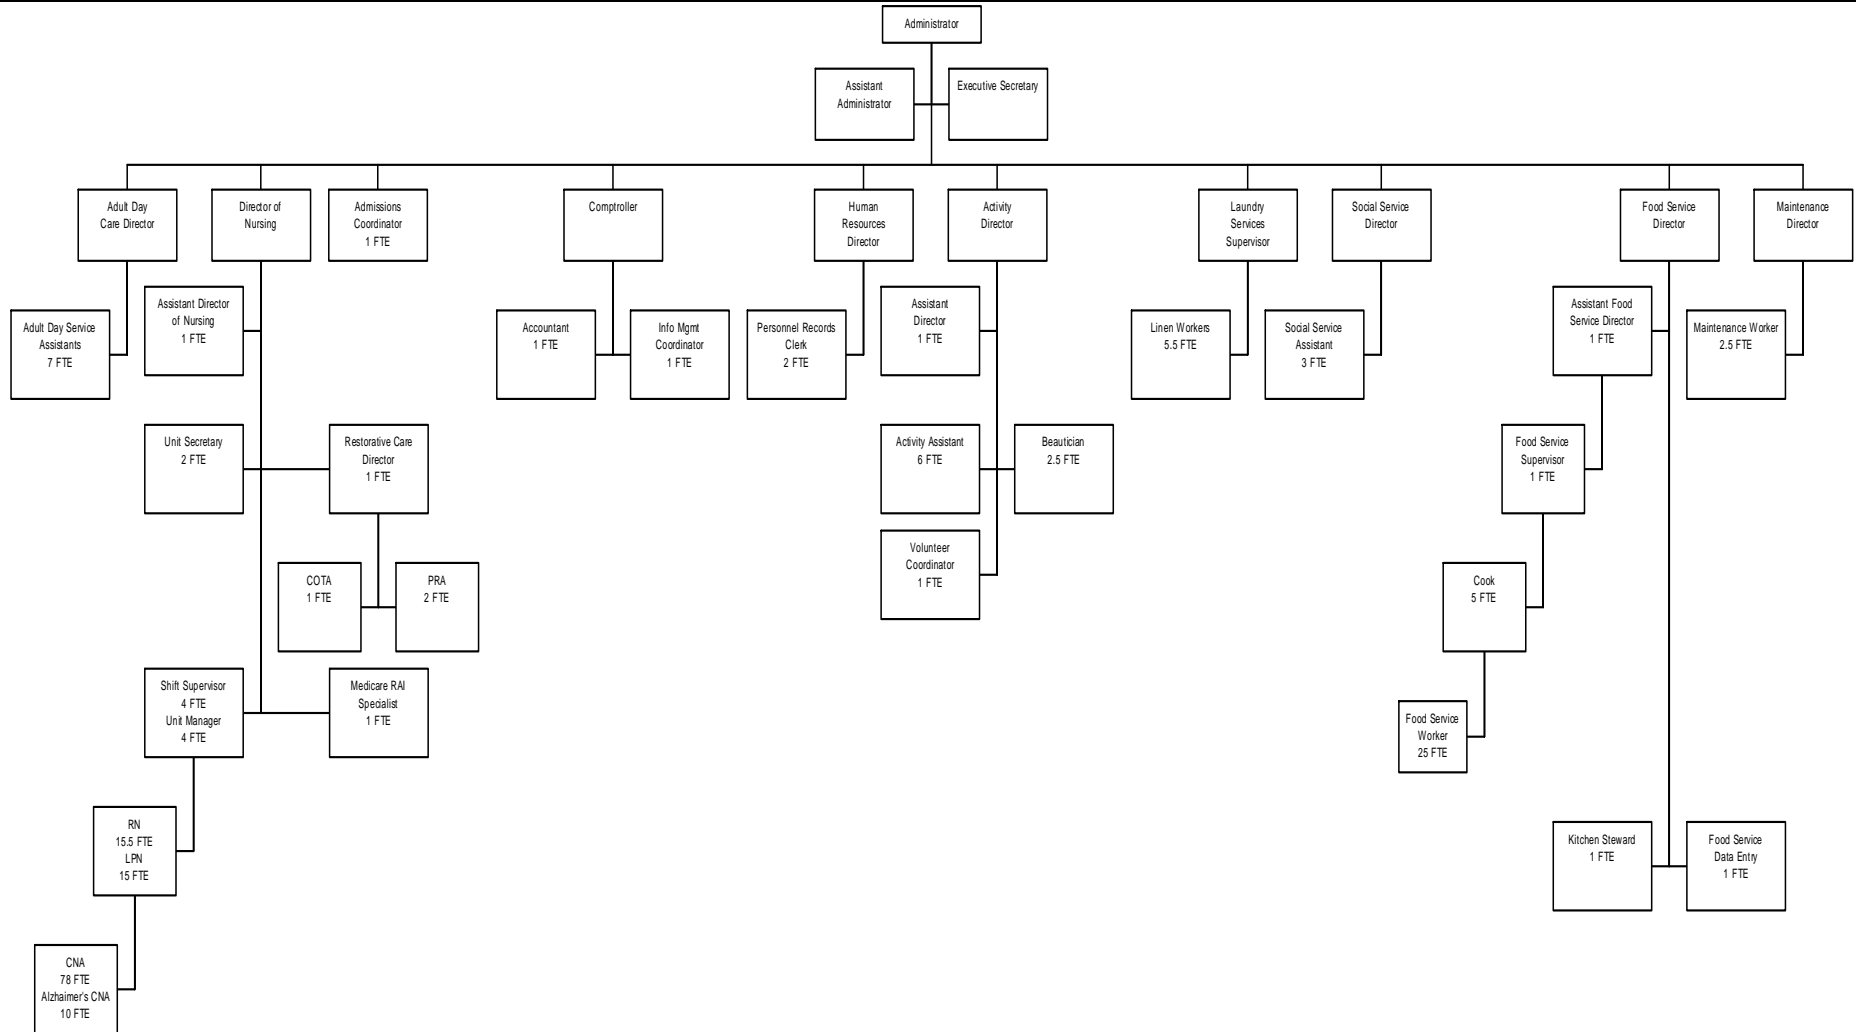 Administrator
Assistant
Administrator
Executive Secretary
Adult Day
Care Director
Director of
Nursing
Admissions
Coordinator
1 FTE
Comptroller
Human
Resources
Director
Activity
Director
Laundry
Services
Supervisor
Social Service
Director
Food Service
Director
Maintenance
Director
Adult Day Service
Assistants
7 FTE
Assistant Director
of Nursing
1 FTE
Accountant
1 FTE
Info Mgmt
Coordinator
1 FTE
Personnel Records
Clerk
2 FTE
Assistant
Director
1 FTE
Linen Workers
5.5 FTE
Social Service
Assistant
3 FTE
Assistant Food
Service Director
1 FTE
Maintenance Worker
2.5 FTE
Unit Secretary
2 FTE
Restorative Care
Director
1 FTE
Activity Assistant
6 FTE
Beautician
2.5 FTE
Food Service
Supervisor
1 FTE
COTA
1 FTE
PRA
2 FTE
Volunteer
Coordinator
1 FTE
Cook
5 FTE
Shift Supervisor
4 FTE
Unit Manager
4 FTE
Medicare RAI
Specialist
1 FTE
Food Service
Worker
25 FTE
RN
15.5 FTE
LPN
15 FTE
Kitchen Steward
1 FTE
Food Service
Data Entry
1 FTE
CNA
78 FTE
Alzhaimer's CNA
10 FTE